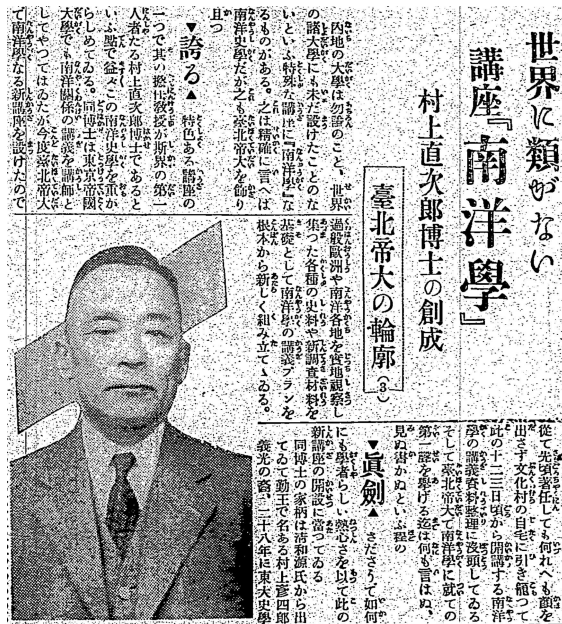 世界に類がない
講座『南洋學』
村上直次郎博士の創成
臺北帝大の輪廓(3)
内地の大學は勿論のこと、世界
の諸大學にも未だ設けたことのな
いといふ特殊な講座に『南洋學』な
るものがある。之は精確に言へば
南洋史學だが之も臺北帝大を飾り
且つ
▼誇る▲ 特色ある講座の
一つで其の擔任教授が斯界の第一
人者たる村上直次郎博士であると
いふ點で益々この南洋史學を重か
らしめてゐる。同博士は東京帝國
大學でも南洋關係の講義を講師と
してやつてはゐたが今度臺北帝大
で南洋學なる新講座を設けたので
過般歐洲や南洋各地を實地視察し
集つた各種の史料や新調査材料を
基礎として南洋學の講義プランを
根本から新しく組み立てゝゐる。
從て先頃着任しても何れへも顏を
出さず文化村の自宅に引き籠つて
此の十二三日頃から開講する南洋
學の講義資料整理に沒頭してゐる
そして臺北帝大で南洋學に就ての
第一聲を擧げる迄は何も言はぬ、
見ぬ書かぬといふ程の
▼眞劍▲ さださうで如何
にも學者らしい熱心さを以て此の
新講座の開設に當つてゐる
同博士の家柄は清和源氏から出
てゐて勤王で名ある村上彦四郎
義光の裔、二十八年に東大史學